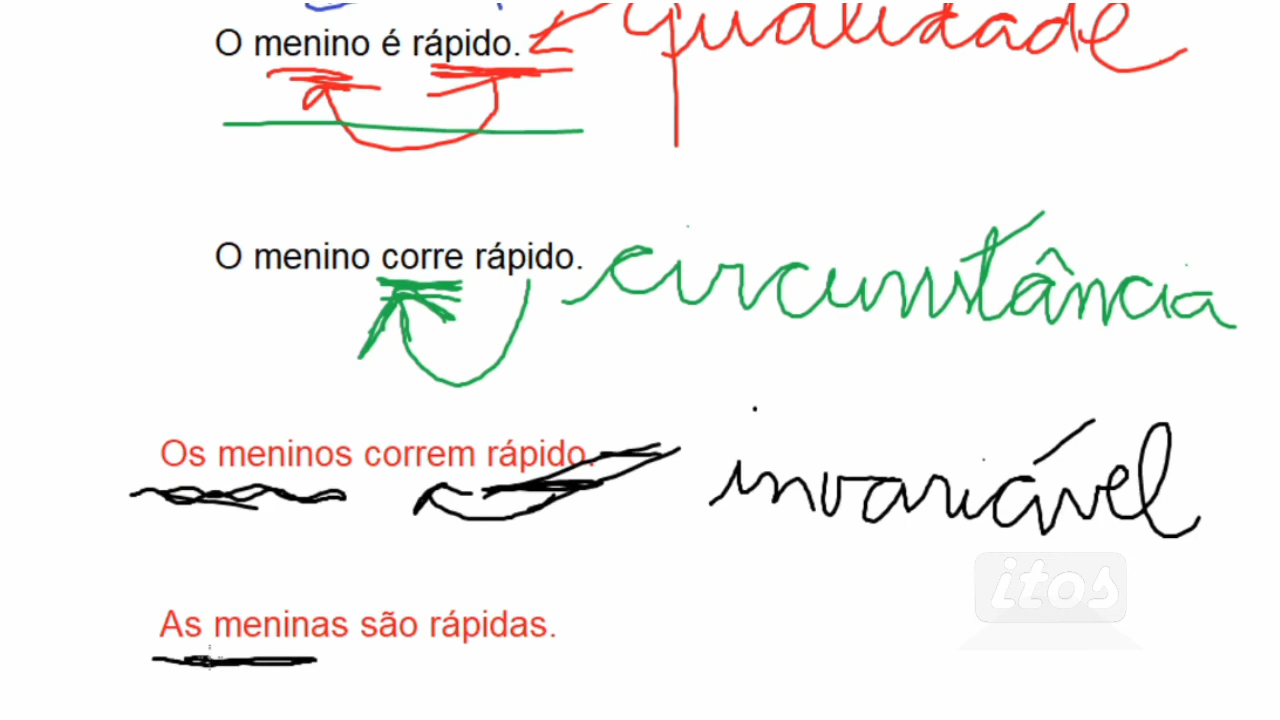 O menino é rápido. qualidade
O menino corre rápido. circunstância
Os meninos correm rápido. invariável
itos
As meninas são rápidas.